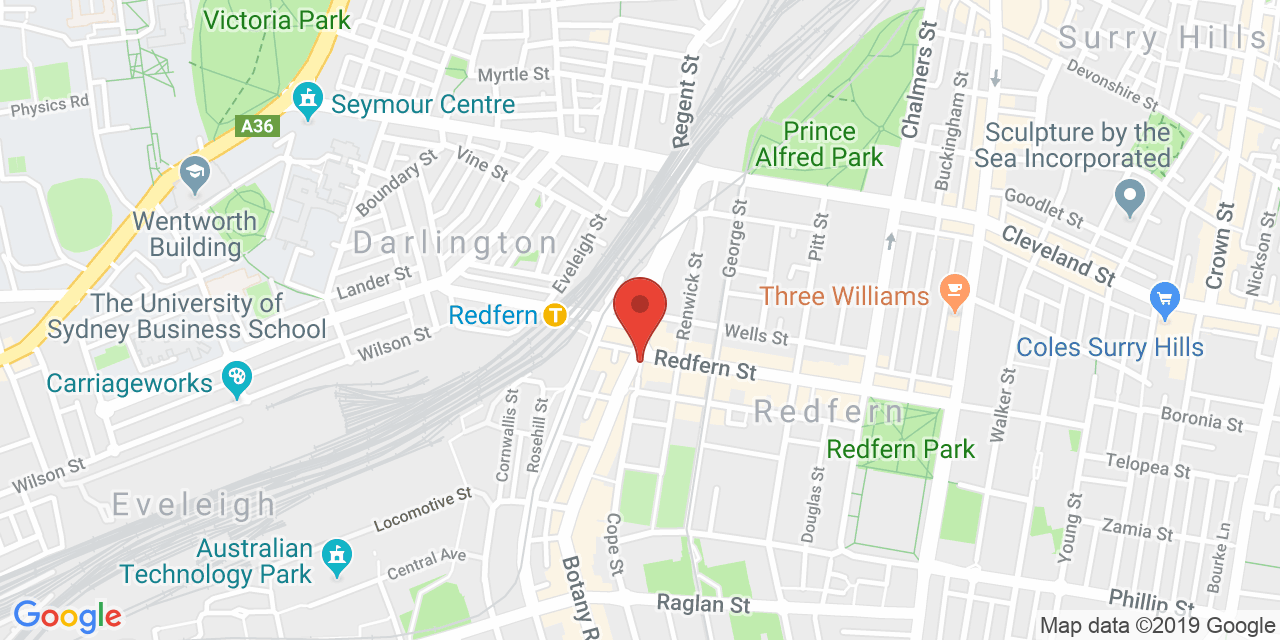 Victoria Park
Surry Hills
Myrtle St
Devonshire St
Physics Rd
Seymour Centre
A36
Regent St
Chalmers St
Buckingham St
Prince
Alfred Park
Sculpture by the
Sea Incorporated
Boundary St
Vine St
Goodlet St
Wentworth
Building
Darlington
Eveleigh St
George St
Pitt St
Cleveland St
Crown St
Nickson St
Lander St
Renwick St
The University of
Sydney Business School
Redfern
T
Three Williams
Wells St
Wilson St
Coles Surry Hills
Carriageworks
Redfern St
Cornwallis St
Rosehill St
Redfern
Walker St
Boronia St
Redfern Park
Wilson St
Telopea St
Eveleigh
Locomotive St
Douglas St
Cope St
Young St
Zamia St
Bourke Ln
Australian
Technology Park
Central Ave
Botany R
Raglan St
Phillip St
Google
Map data ©2019 Google